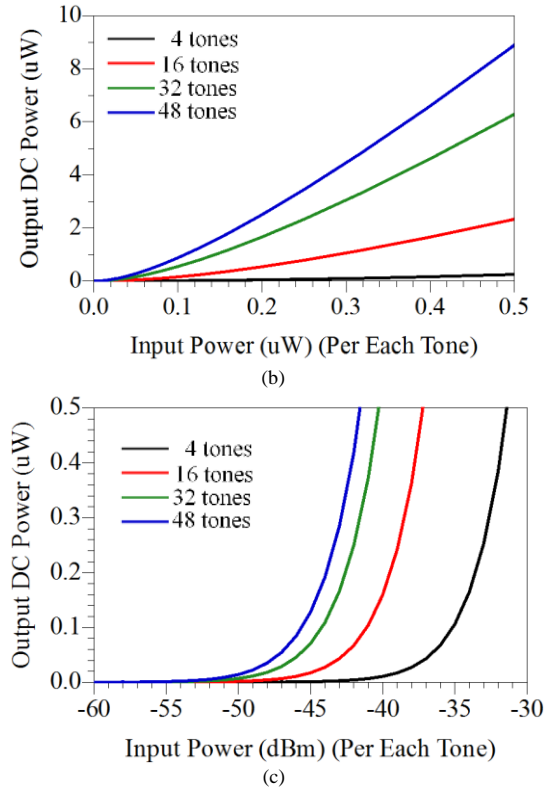 10
8
6
4
2
0
Output DC Power (uW)
4 tones
16 tones
32 tones
48 tones
0.0 0.1 0.2 0.3 0.4 0.5
Input Power (uW) (Per Each Tone)
(b)
0.5
0.4
0.3
0.2
0.1
0.0
Output DC Power (uW)
4 tones
16 tones
32 tones
48 tones
-60 -50 -45 -40 -35 -30
Input Power (dBm) (Per Each Tone)
(c)